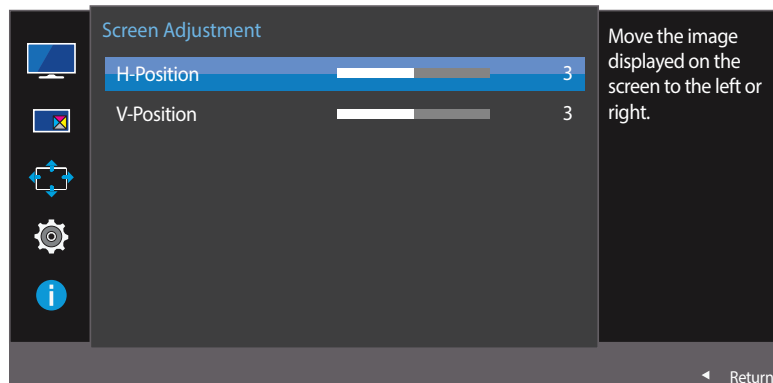 Screen Adjustment
H-Position 3
V-Position 3
Move the image
displayed on the
screen to the left or
right.
Return